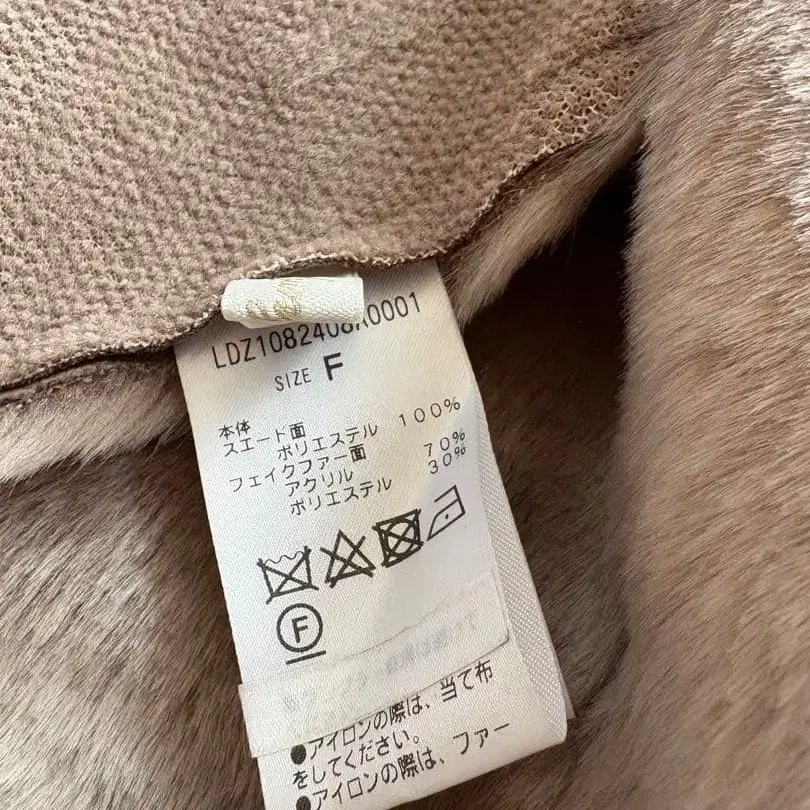 LDZ1082408A0001
SIZE F
本体
スエード面
ポリエステル 100%
フェイクファー面
アクリル 70%
ポリエステル 30%
F
●アイロンの際は、当て布
をしてください。
●アイロンの際は、ファー